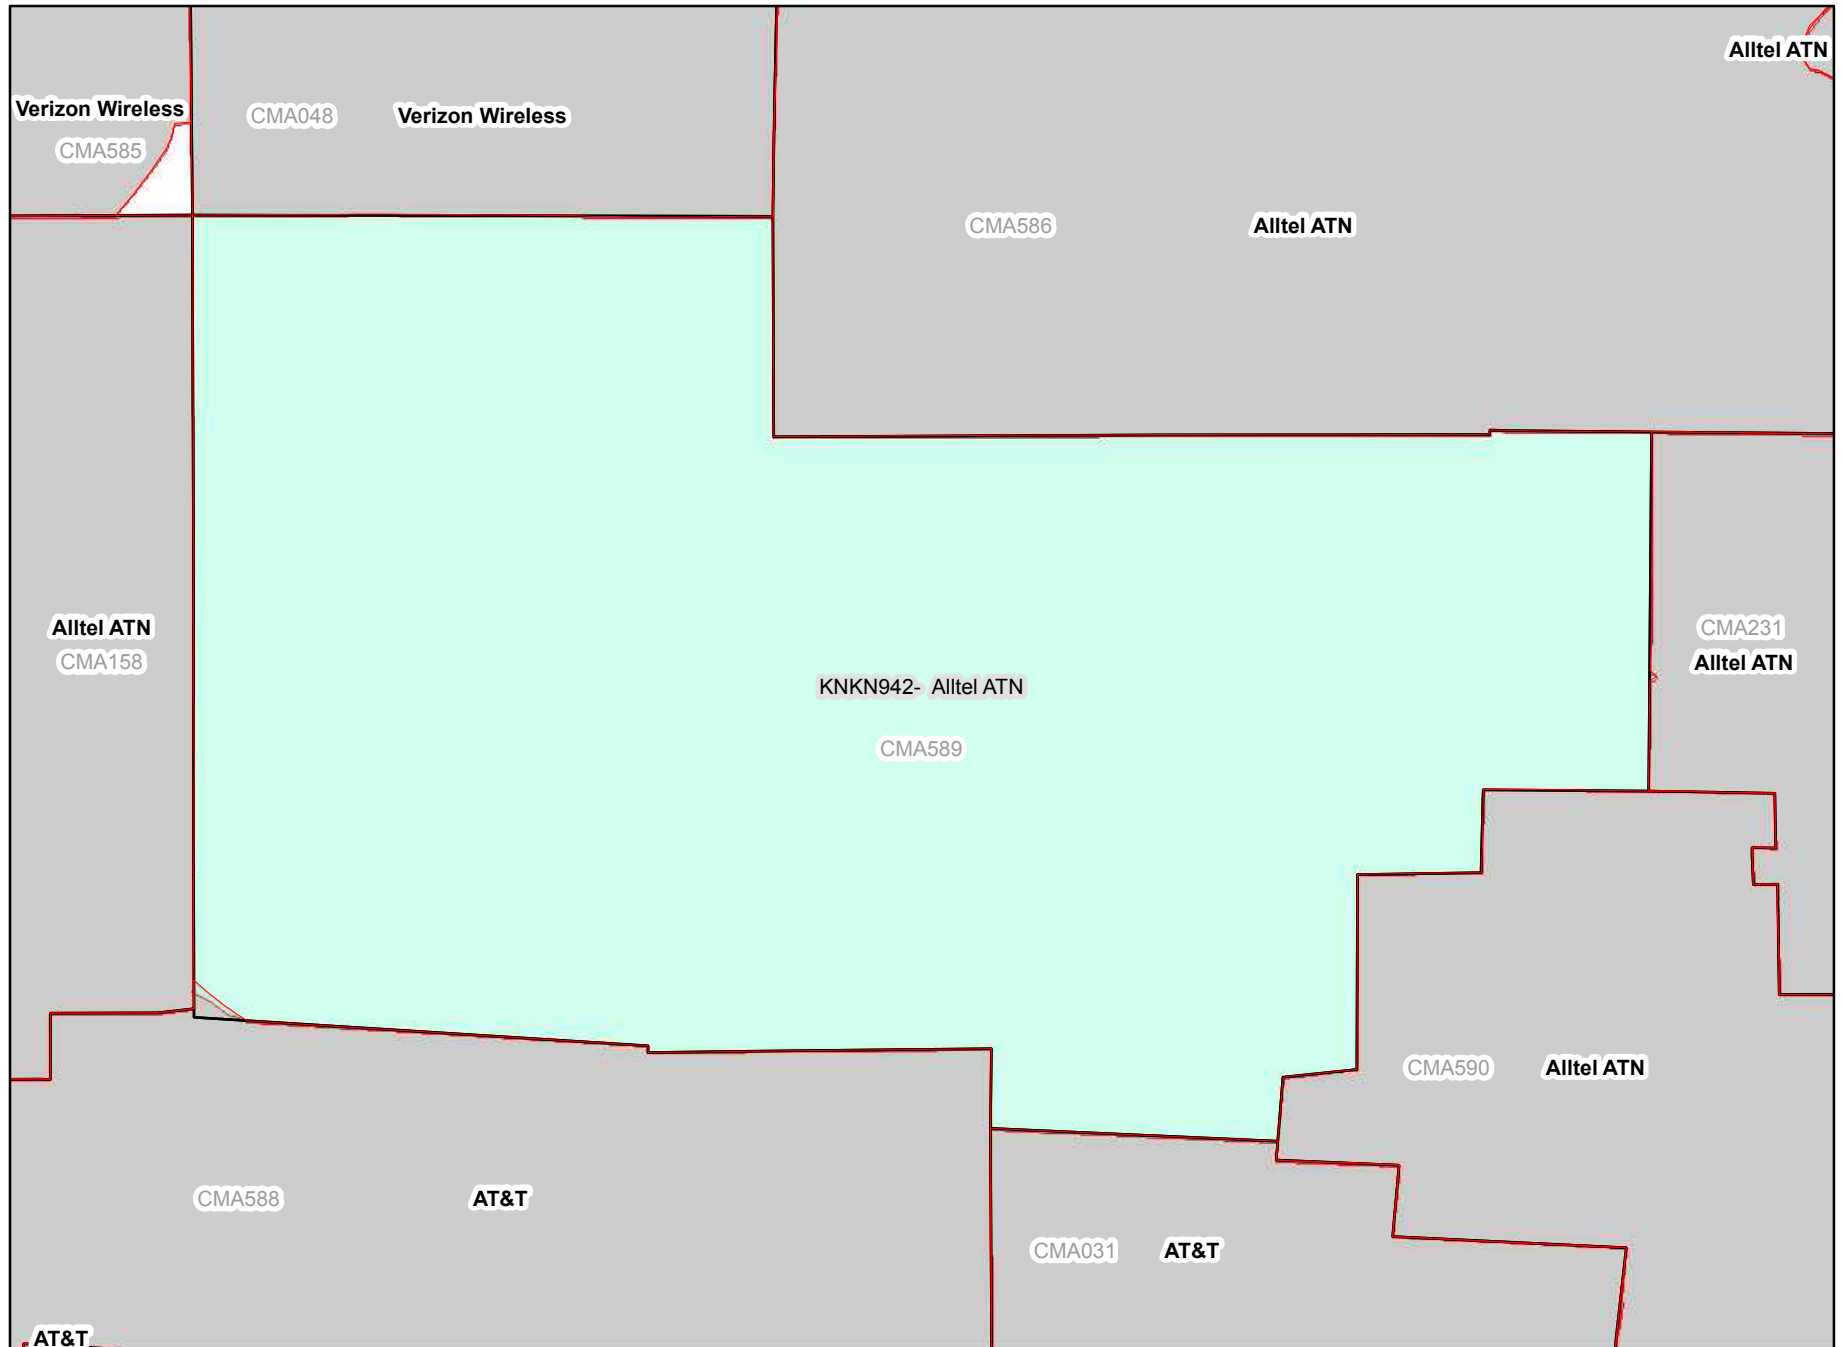 Alltel ATN
Verizon Wireless
CMA585
CMA048 Verizon Wireless
CMA586 Alltel ATN
Alltel ATN
CMA158
CMA231
Alltel ATN
KNKN942- Alltel ATN
CMA589
CMA590 Alltel ATN
CMA588 AT&T
CMA031 AT&T
AT&T